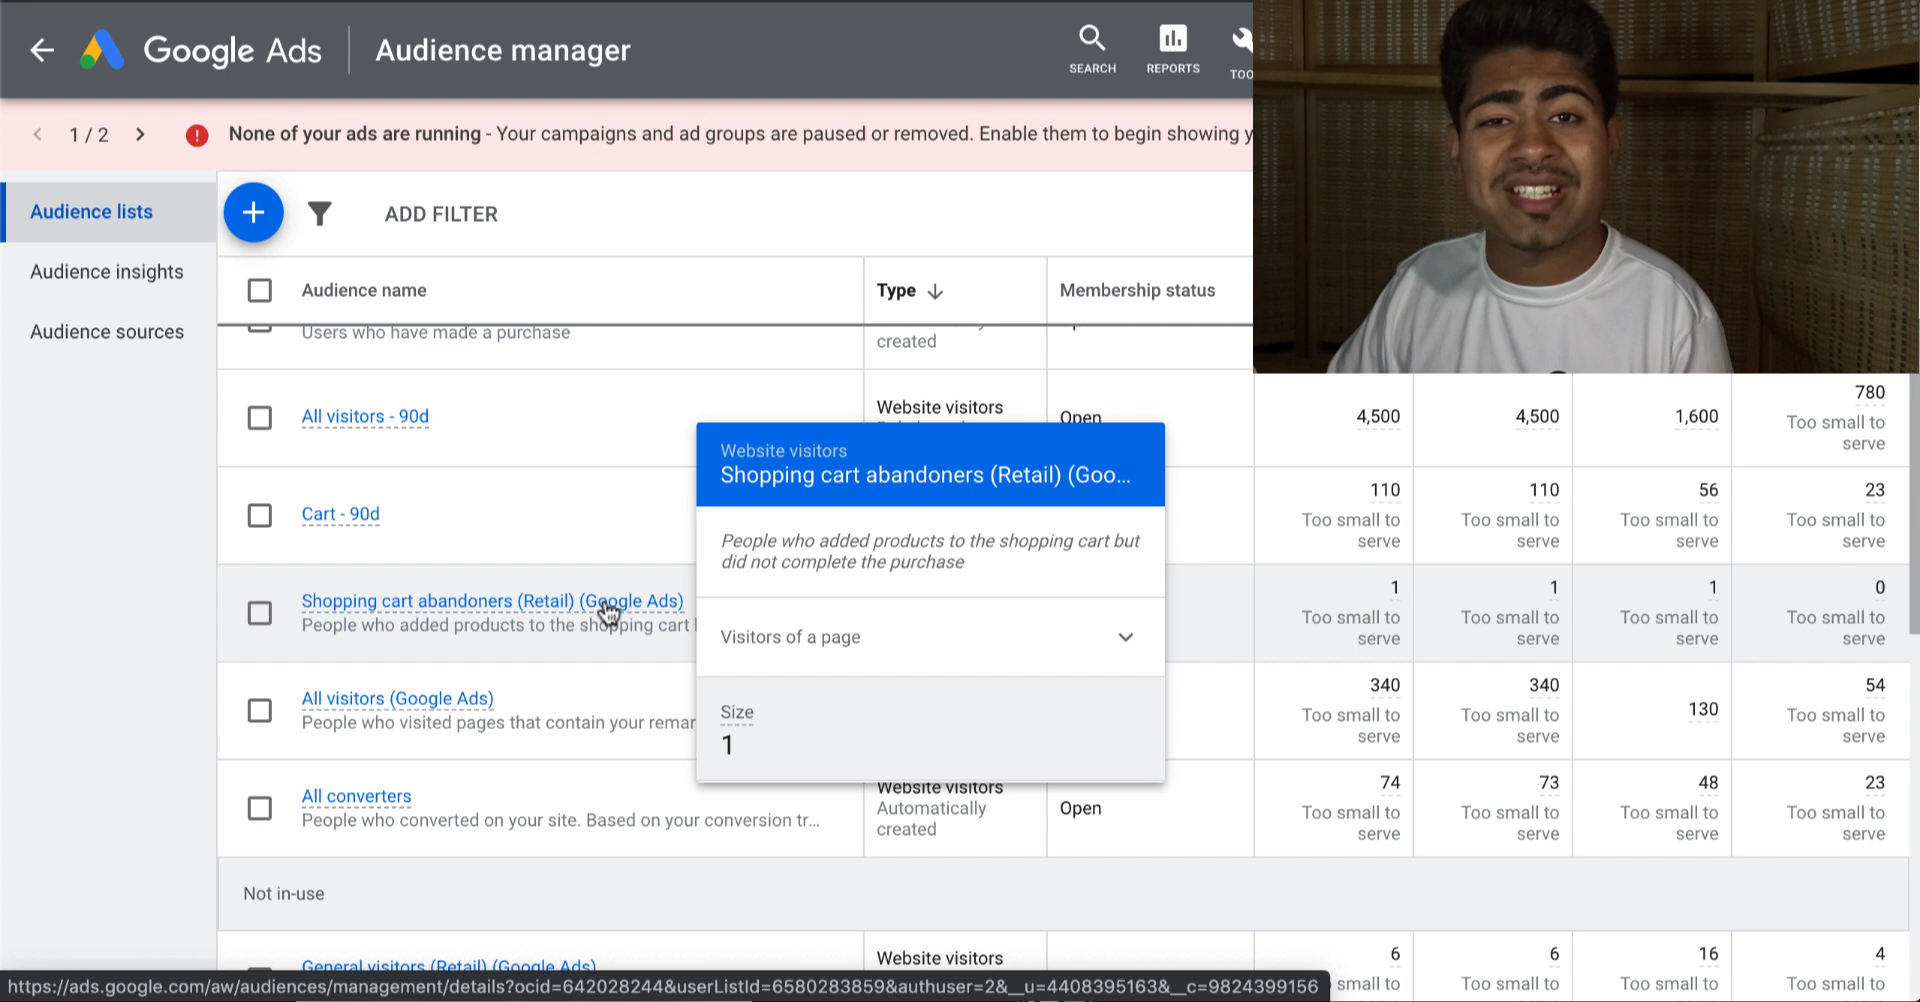 Google Ads
Audience manager
SEARCH
REPORTS
TOO
1 / 2
None of your ads are running - Your campaigns and ad groups are paused or removed. Enable them to begin showing y
Audience lists
Audience insights
Audience sources
ADD FILTER
Audience name
Type
Membership status
Users who have made a purchase
created
All visitors - 90d
Website visitors
Open
4,500
4,500
1,600
780
Too small to
serve
Cart - 90d
110
Too small to
serve
110
Too small to
serve
56
Too small to
serve
23
Too small to
serve
Shopping cart abandoners (Retail) (Google Ads)
People who added products to the shopping cart
1
Too small to
serve
1
Too small to
serve
1
Too small to
serve
0
Too small to
serve
Website visitors
Shopping cart abandoners (Retail) (Goo...
People who added products to the shopping cart but
did not complete the purchase
Visitors of a page
Size
1
All visitors (Google Ads)
People who visited pages that contain your remar
340
Too small to
serve
340
Too small to
serve
130
54
Too small to
serve
All converters
People who converted on your site. Based on your conversion tr...
Website visitors
Automatically
created
Open
74
Too small to
serve
73
Too small to
serve
48
Too small to
serve
23
Too small to
serve
Not in-use
General visitors (Retail) (Google Ads)
Website visitors
6
small to
6
Too small to
16
Too small to
4
Too small to
https://ads.google.com/aw/audiences/management/details?ocid=642028244&userListId=6580283859&authuser=2&__u=4408395163&__c=9824399156